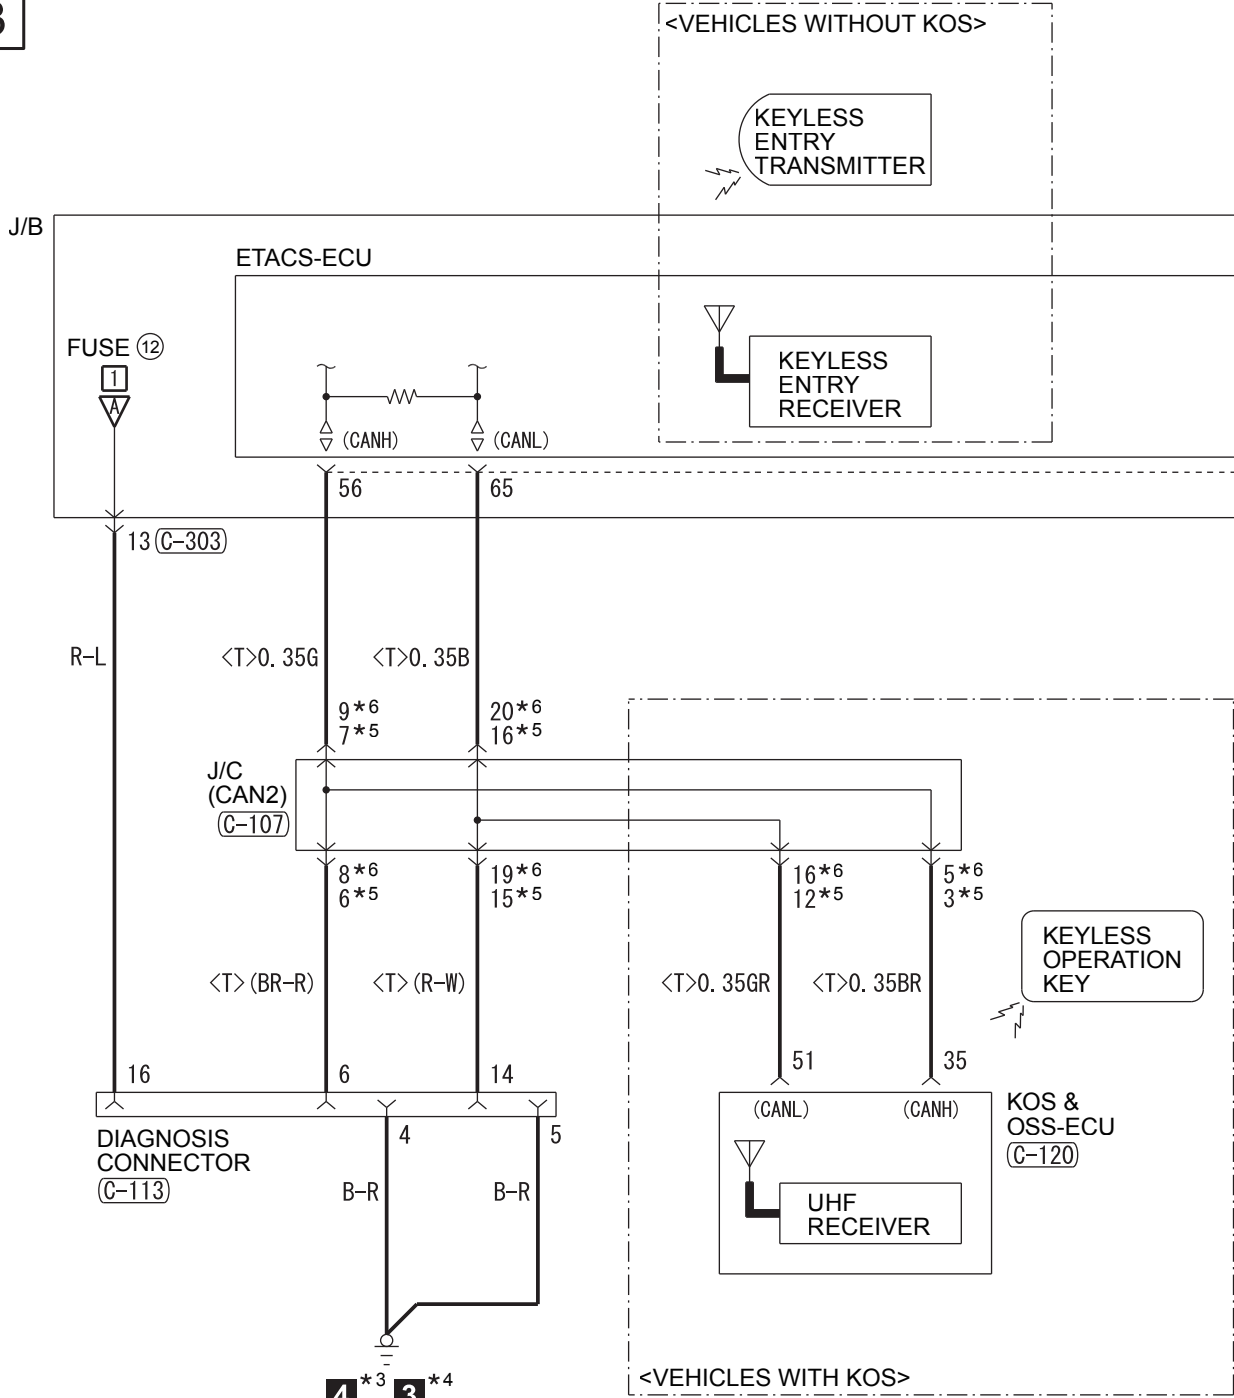 3
<VEHICLES WITHOUT KOS>
KEYLESS
ENTRY
TRANSMITTER
J/B
ETACS-ECU
FUSE 12
1
A
KEYLESS
ENTRY
RECEIVER
(CANH)
(CANL)
56
65
13 C-303
R-L
<T>0.35G
<T>0.35B
9*6
7*5
20*6
16*5
J/C
(CAN2)
C-107
8*6
6*5
19*6
15*5
16*6
12*5
5*6
3*5
KEYLESS
OPERATION
KEY
<T>(BR-R)
<T>(R-W)
<T>0.35GR
<T>0.35BR
16
6
14
51
35
(CANL)
(CANH)
KOS &
OSS-ECU
C-120
DIAGNOSIS
CONNECTOR
C-113
4
5
B-R
B-R
UHF
RECEIVER
4*3 3*4
<VEHICLES WITH KOS>